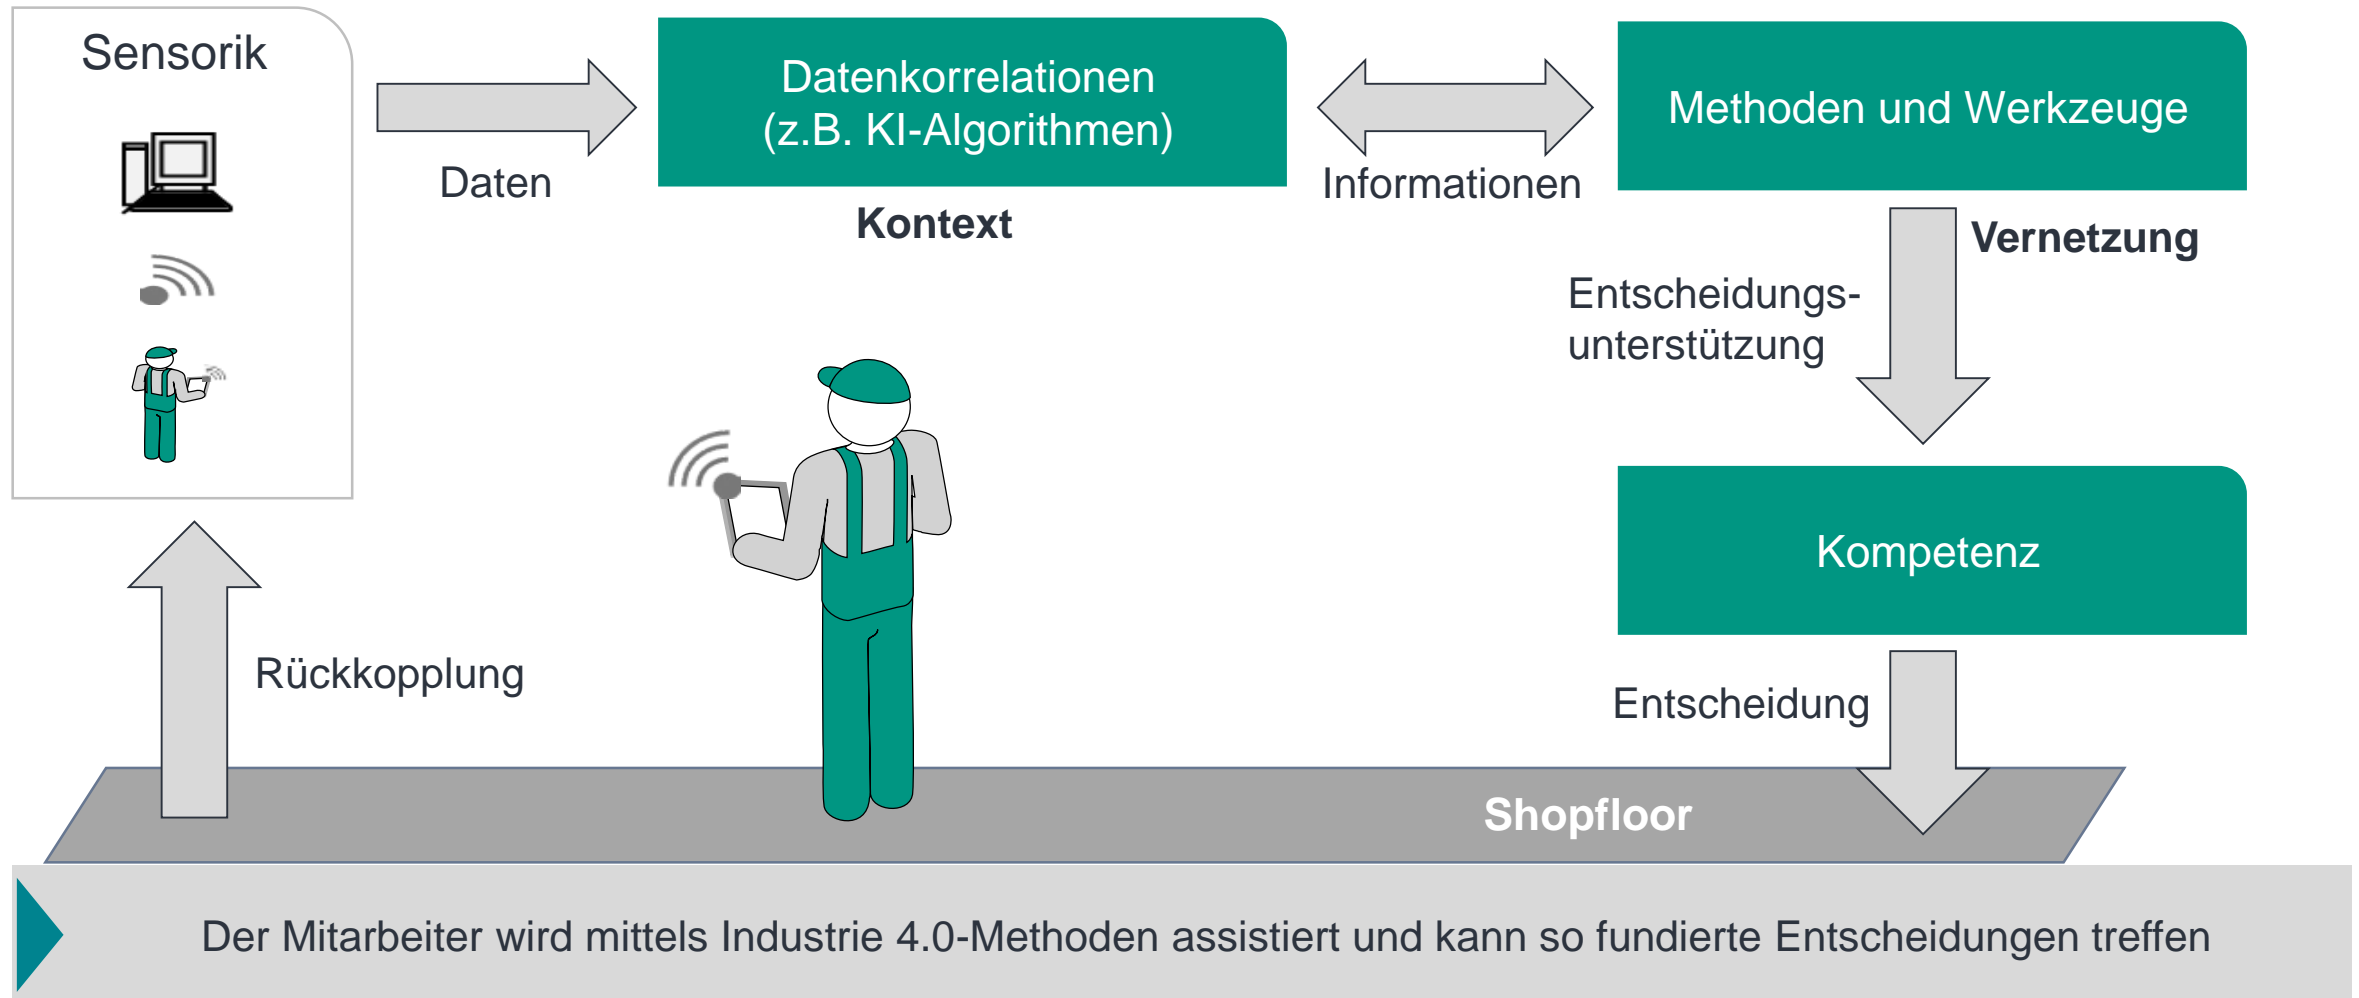 Sensorik
Daten
Datenkorrelationen
(z.B. KI-Algorithmen)
Kontext
Informationen
Methoden und Werkzeuge
Vernetzung
Entscheidungs-
unterstützung
Kompetenz
Entscheidung
Rückkopplung
Shopfloor
Der Mitarbeiter wird mittels Industrie 4.0-Methoden assistiert und kann so fundierte Entscheidungen treffen